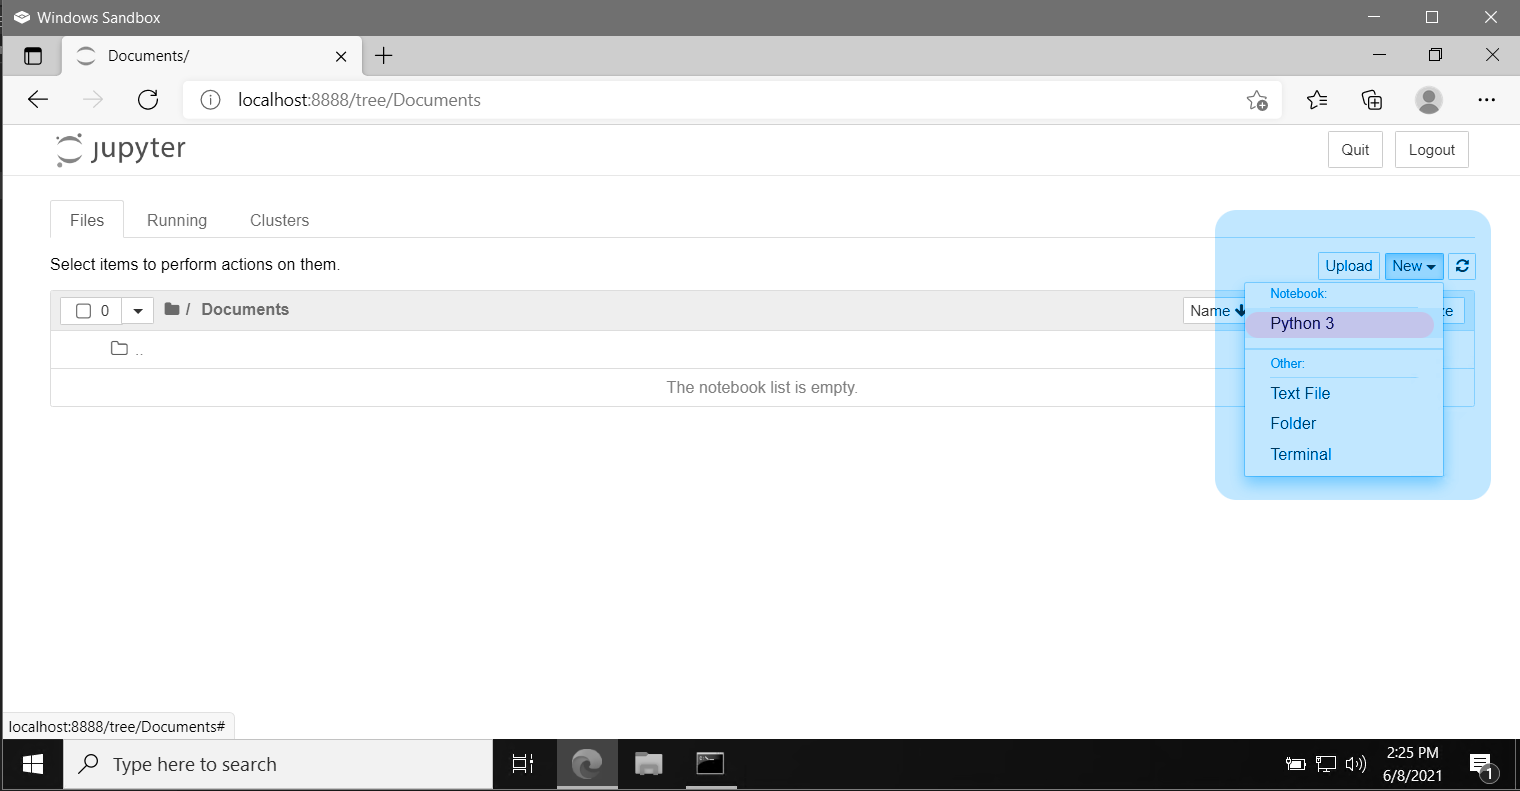 Windows Sandbox
Documents/
localhost:8888/tree/Documents
jupyter
Quit
Logout
Files
Running
Clusters
Select items to perform actions on them.
Upload
New
0
/
Documents
Name
ze
Notebook:
Python 3
Other:
Text File
Folder
Terminal
..
The notebook list is empty.
localhost:8888/tree/Documents#
Type here to search
2:25 PM
6/8/2021
1